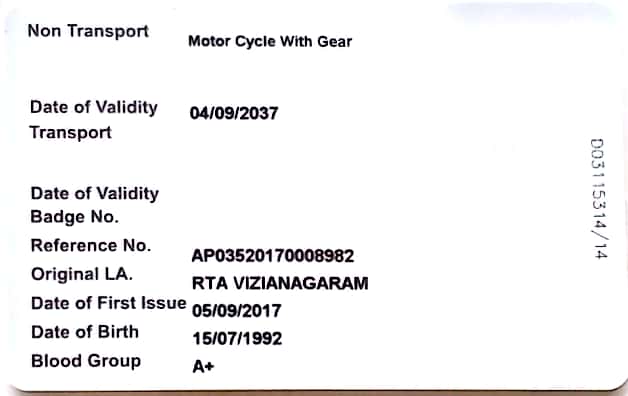 Non Transport Motor Cycle With Gear
Date of Validity 04/09/2037
Transport
Date of Validity
Badge No.
Reference No. AP03520170008982
Original LA. RTA VIZIANAGARAM
Date of First Issue 05/09/2017
Date of Birth 15/07/1992
Blood Group A+
D03115314/14